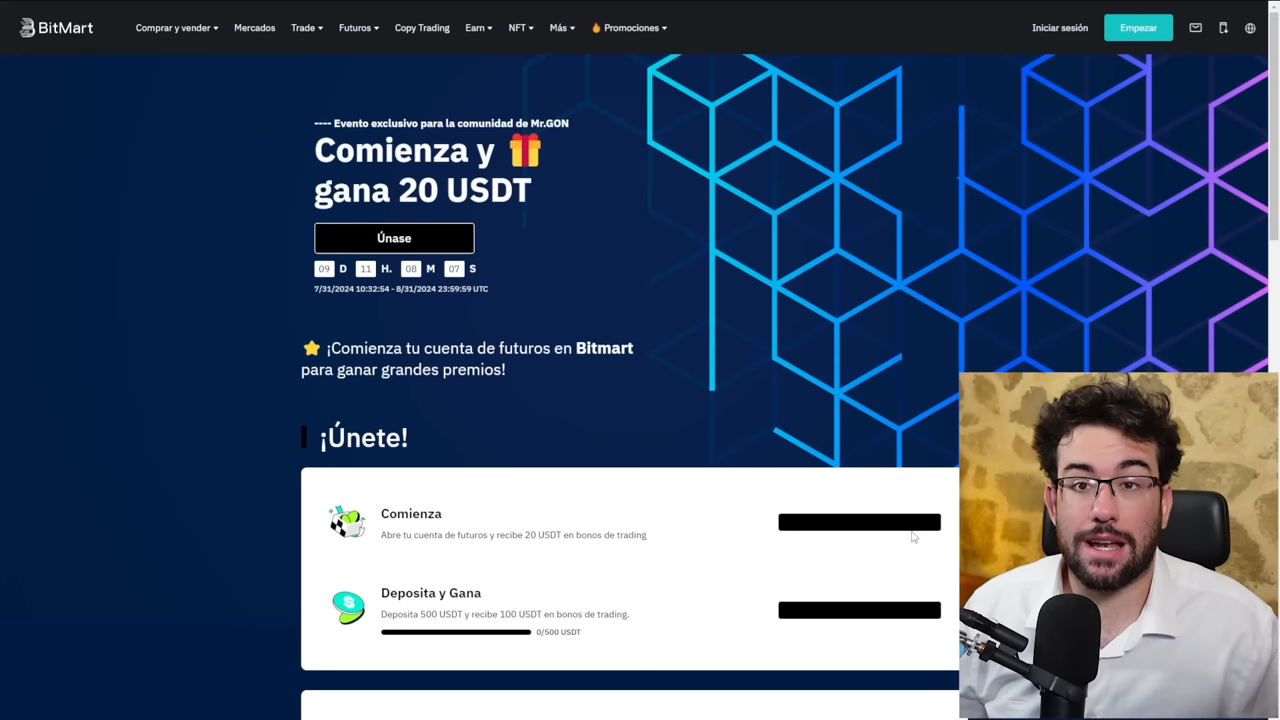 BitMart
Comprar y vender
Mercados
Trade
Futuros
Copy Trading
Earn
NFT
Más
Promociones
Iniciar sesión
Empezar
---- Evento exclusivo para la comunidad de Mr.GON
Comienza y
gana 20 USDT
Únase
09 D 11 H. 08 M 07 S
7/31/2024 10:32:54 - 8/31/2024 23:59:59 UTC
¡Comienza tu cuenta de futuros en Bitmart
para ganar grandes premios!
¡Únete!
Comienza
Abre tu cuenta de futuros y recibe 20 USDT en bonos de trading
Deposita y Gana
Deposita 500 USDT y recibe 100 USDT en bonos de trading.
0/500 USDT